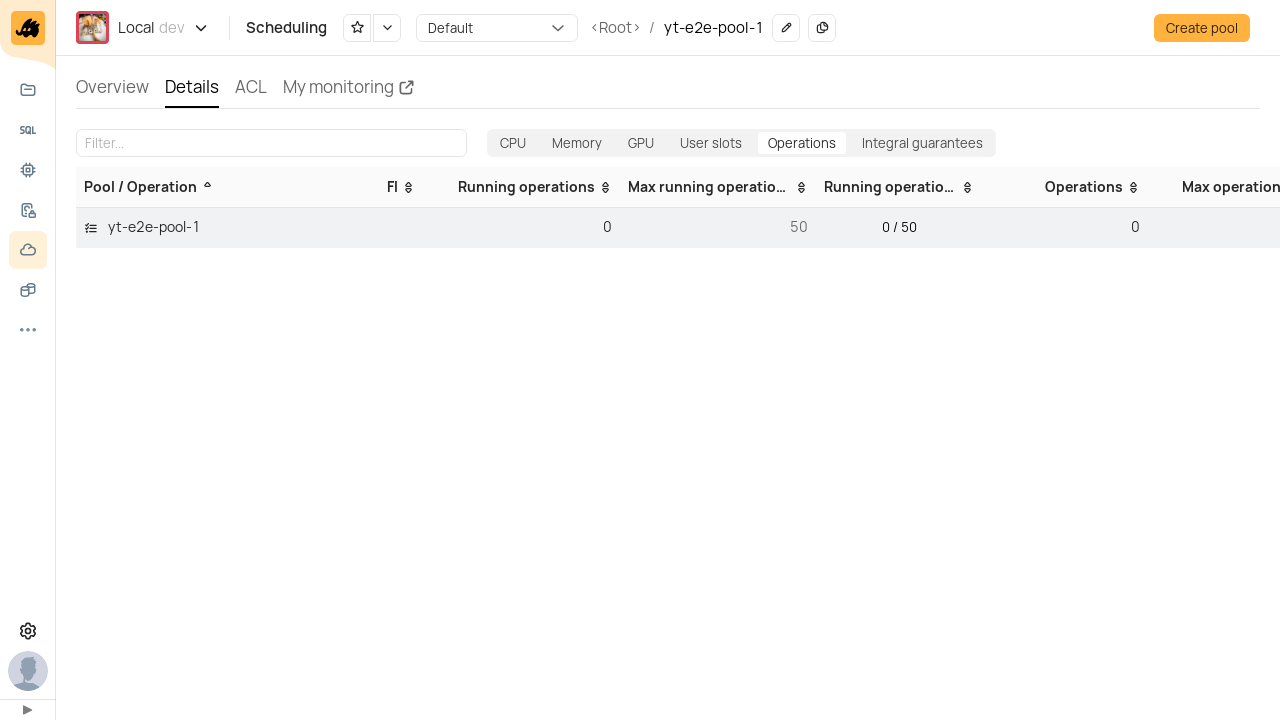 Local dev
Scheduling
Default
<Root> / yt-e2e-pool-1
Create pool
Overview
Details
ACL
My monitoring
SQL
Filter...
CPU
Memory
GPU
User slots
Operations
Integral guarantees
Pool / Operation
FI
Running operations
Max running operatio...
Running operatio...
Operations
Max operation
yt-e2e-pool-1
0
50
0 / 50
0